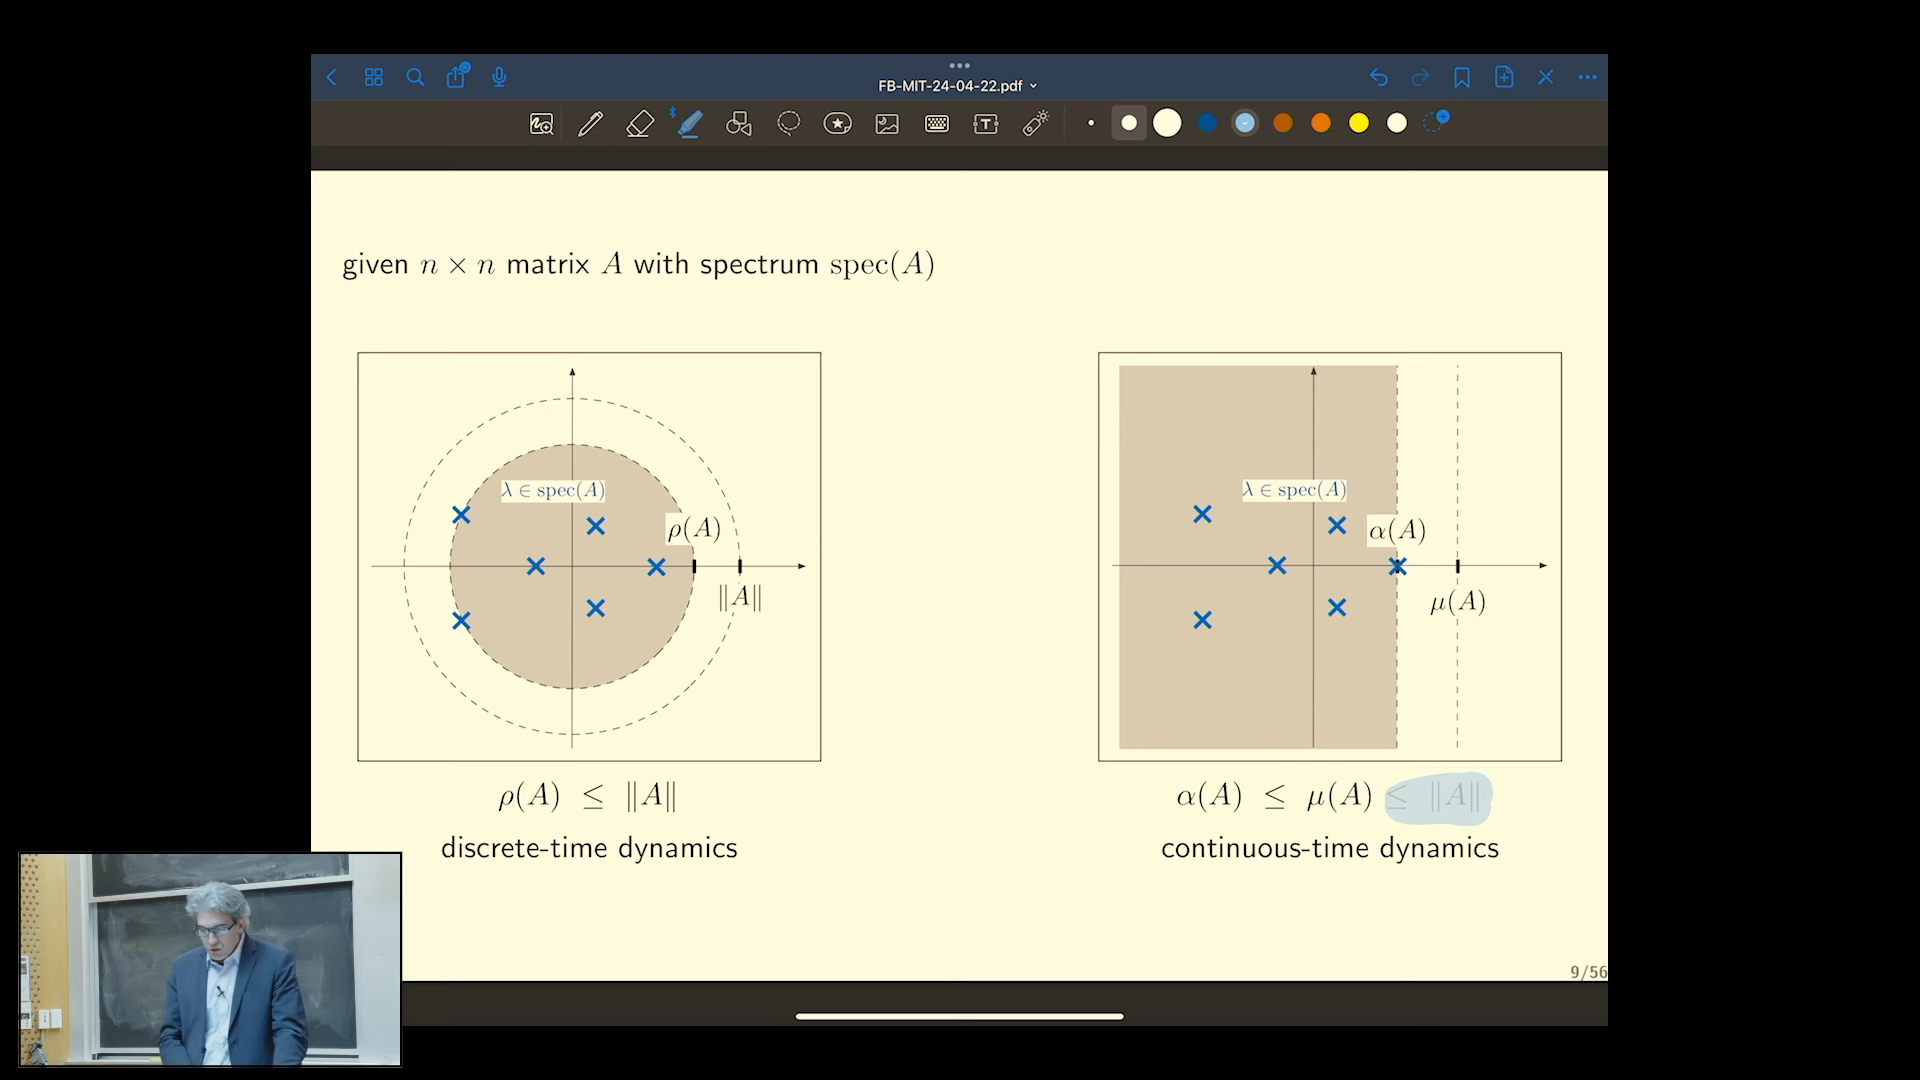 FB-MIT-24-04-22.pdf
given n × n matrix A with spectrum spec(A)
λ ∈ spec(A)
ρ(A)
‖A‖
ρ(A) ≤ ‖A‖
discrete-time dynamics
λ ∈ spec(A)
α(A)
μ(A)
α(A) ≤ μ(A) ≤ ‖A‖
continuous-time dynamics
9/56